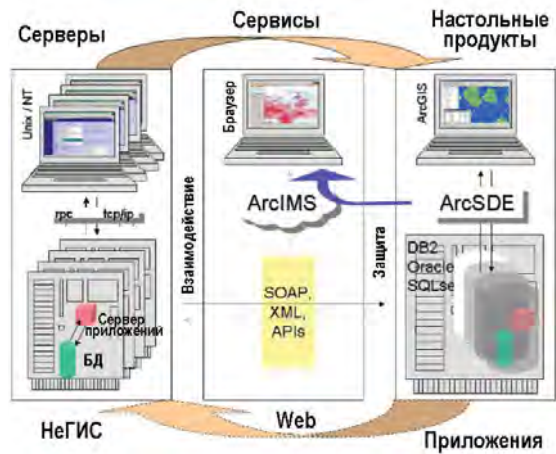 Серверы
Сервисы
Настольные
продукты
Unix / NT
Браузер
ArcGIS
rpc
tcp/ip
Взаимодействие
ArcIMS
Защита
ArcSDE
DB2
Oracle
SQLse
SOAP,
XML,
APIs
Сервер
приложений
БД
НеГИС
Web
Приложения